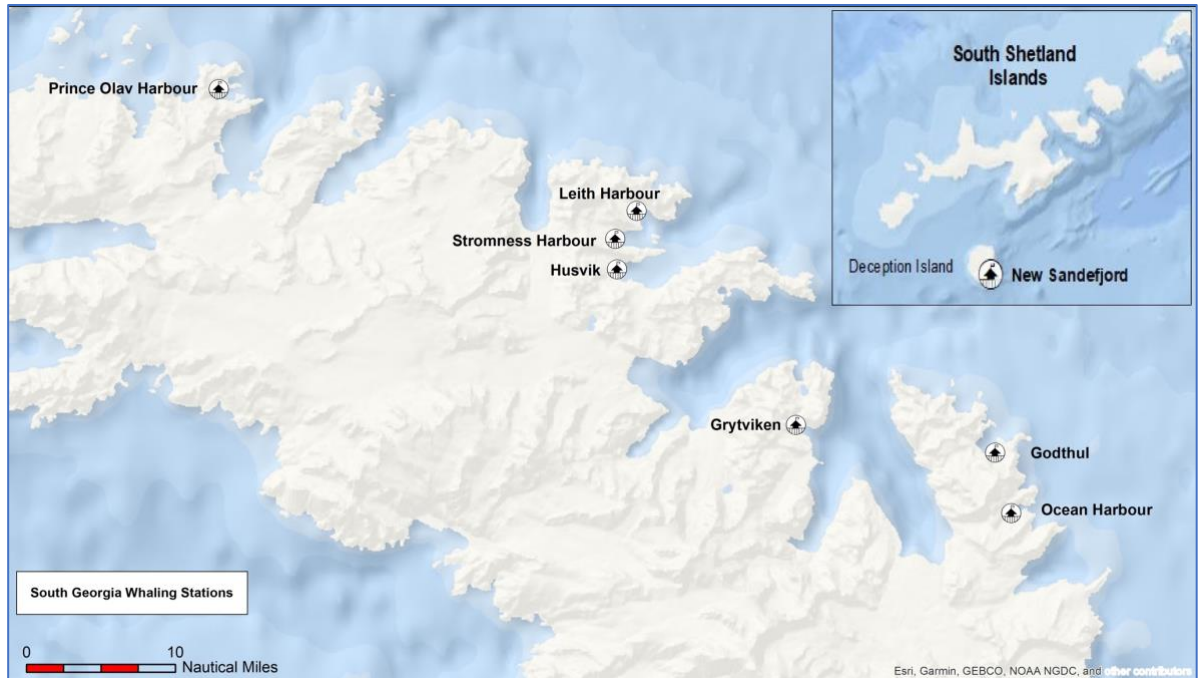 South Shetland
Islands
Prince Olav Harbour
Leith Harbour
Stromness Harbour
Husvik
Deception Island
New Sandefjord
Grytviken
Godthul
Ocean Harbour
South Georgia Whaling Stations
0 10
Nautical Miles
Esri, Garmin, GEBCO, NOAA NGDC, and other contributors